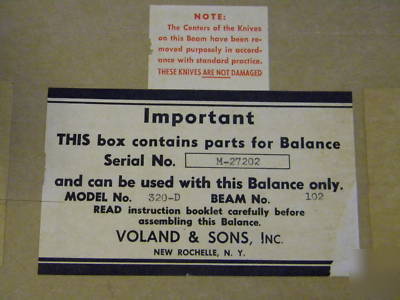 NOTE:
The Centers of the Knives
on this Beam have been re-
moved purposely in accord-
ance with standard practice.
THESE KNIVES ARE NOT DAMAGED
Important
THIS box contains parts for Balance
Serial No. M-27202
and can be used with this Balance only.
MODEL No. 320-D BEAM No. 102
READ instruction booklet carefully before
assembling this Balance.
VOLAND & SONS, INC.
NEW ROCHELLE, N. Y.